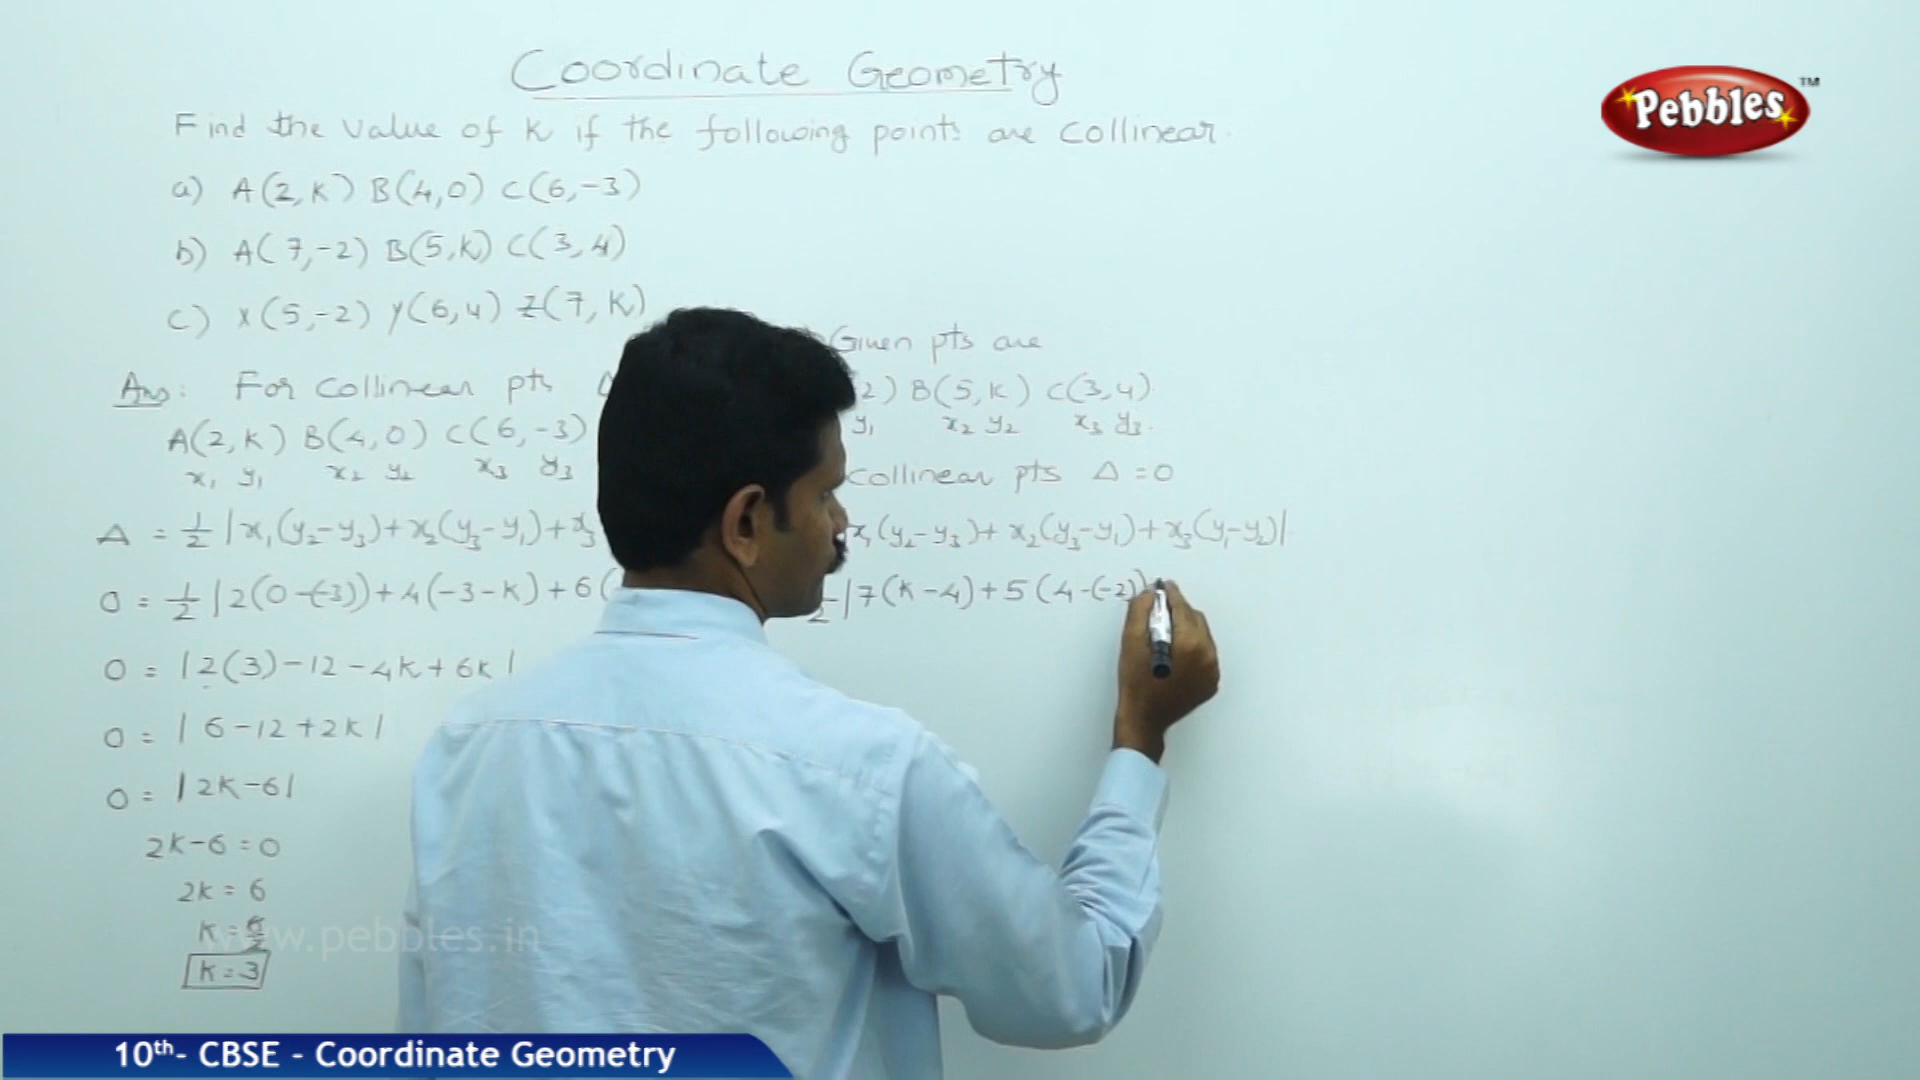 Coordinate Geometry
Pebbles™
Find the value of K if the following points are collinear.
a) A(2,K) B(4,0) C(6,-3)
b) A(7,-2) B(5,K) C(3,4)
c) X(5,-2) Y(6,4) Z(7,K)
Ans: For collinear pts
A(2,K) B(4,0) C(6,-3)
x₁ y₁ x₂ y₂ x₃ y₃
Δ = 1/2 |x₁(y₂-y₃)+x₂(y₃-y₁)+x₃
0 = 1/2 |2(0-(-3))+4(-3-K)+6(
0 = |2(3)-12-4K+6K|
0 = |6-12+2K|
0 = |2K-6|
2K-6=0
2K = 6
K = 6/2
K = 3
Given pts are
2) B(5,K) C(3,4)
y₁ x₂ y₂ x₃ y₃
collinear pts Δ = 0
x₁(y₂-y₃)+x₂(y₃-y₁)+x₃(y₁-y₂)|
2 |7(K-4)+5(4-(-2))
www.pebbles.in
10th- CBSE - Coordinate Geometry